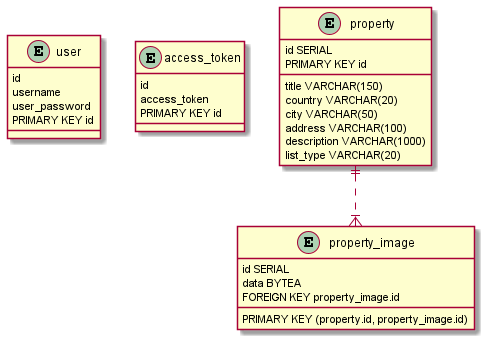 E user
id
username
user_password
PRIMARY KEY id
E access_token
id
access_token
PRIMARY KEY id
E property
id SERIAL
PRIMARY KEY id
title VARCHAR(150)
country VARCHAR(20)
city VARCHAR(50)
address VARCHAR(100)
description VARCHAR(1000)
list_type VARCHAR(20)
E property_image
id SERIAL
data BYTEA
FOREIGN KEY property_image.id
PRIMARY KEY (property.id, property_image.id)